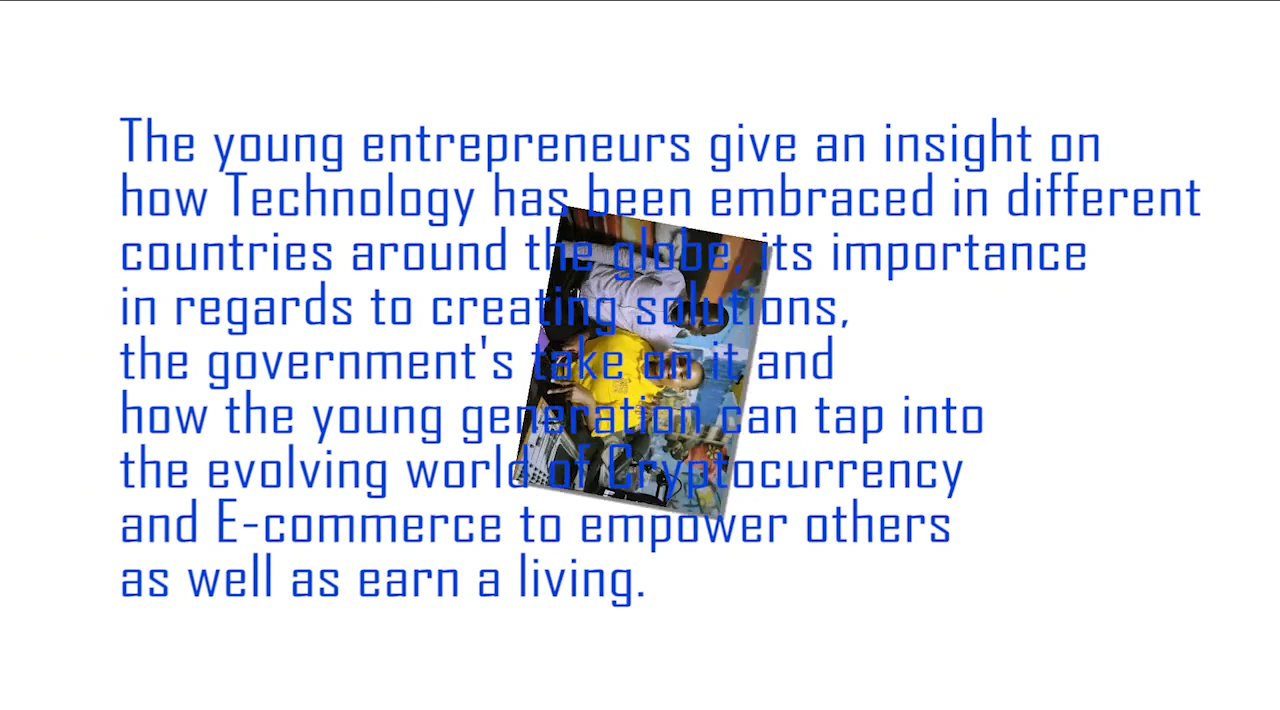 The young entrepreneurs give an insight on
how Technology has been embraced in different
countries around the globe, its importance
in regards to creating solutions,
the government's take on it and
how the young generation can tap into
the evolving world of Cryptocurrency
and E-commerce to empower others
as well as earn a living.